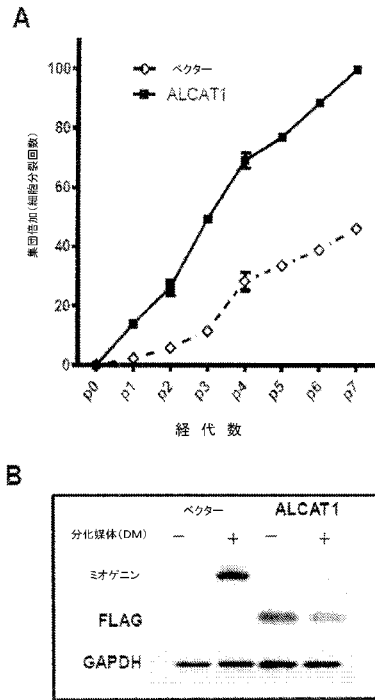 A
100
80
60
40
20
0
集団倍加(細胞分裂回数)
ベクター
ALCAT1
p0
p1
p2
p3
p4
p5
p6
p7
経代数
B
ベクター ALCAT1
分化媒体(DM) − + − +
ミオゲニン
FLAG
GAPDH